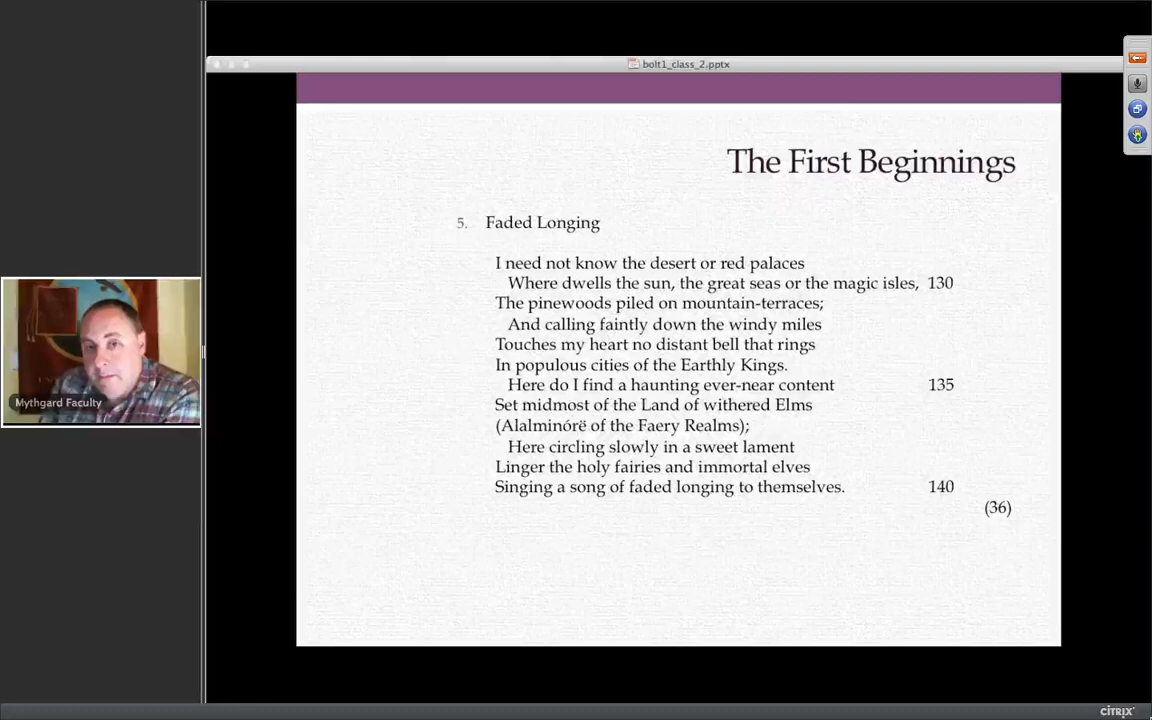 bolt1_class_2.pptx
The First Beginnings
5. Faded Longing
I need not know the desert or red palaces
Where dwells the sun, the great seas or the magic isles, 130
The pinewoods piled on mountain-terraces;
And calling faintly down the windy miles
Touches my heart no distant bell that rings
In populous cities of the Earthly Kings.
Here do I find a haunting ever-near content 135
Set midmost of the Land of withered Elms
(Alalminórë of the Faery Realms);
Here circling slowly in a sweet lament
Linger the holy fairies and immortal elves
Singing a song of faded longing to themselves. 140
(36)
Mythgard Faculty
CİTRIX